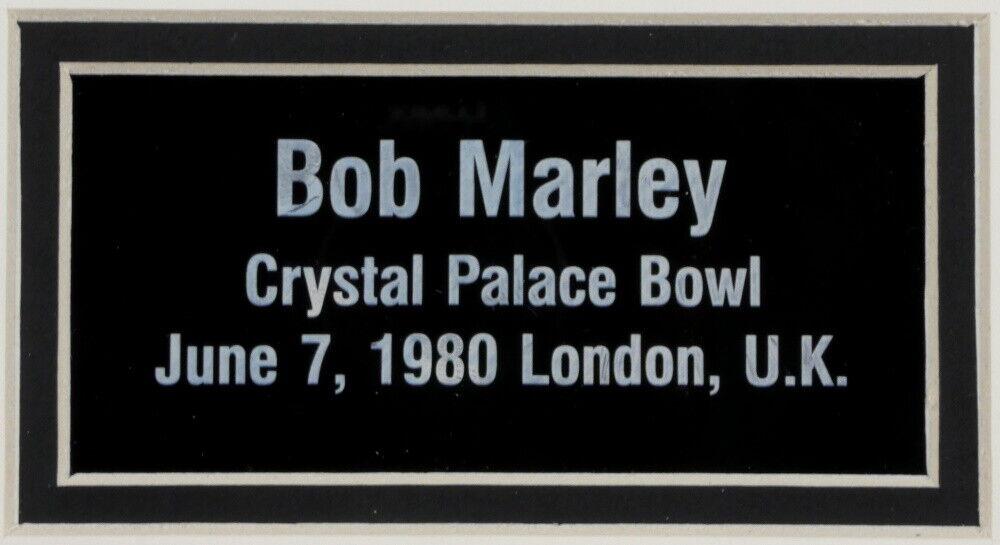 Bob Marley
Crystal Palace Bowl
June 7, 1980 London, U.K.